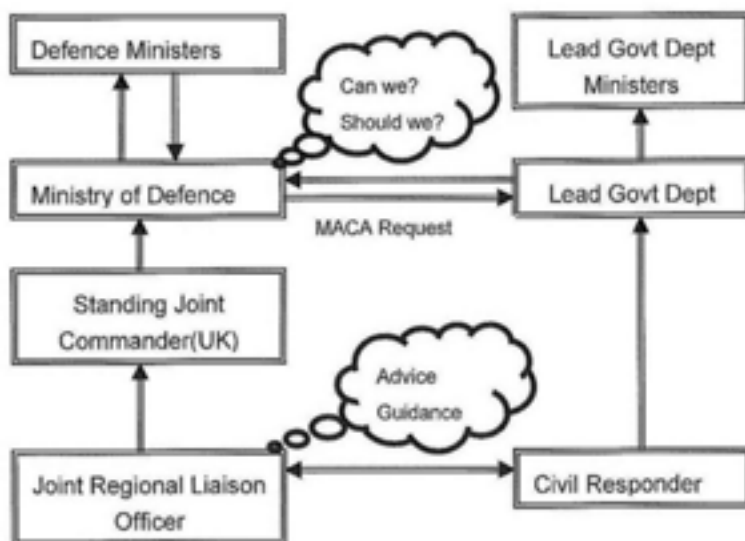 Defence Ministers
Can we?
Should we?
Lead Govt Dept
Ministers
Ministry of Defence
Lead Govt Dept
MACA Request
Standing Joint
Commander(UK)
Advice
Guidance
Joint Regional Liaison
Officer
Civil Responder